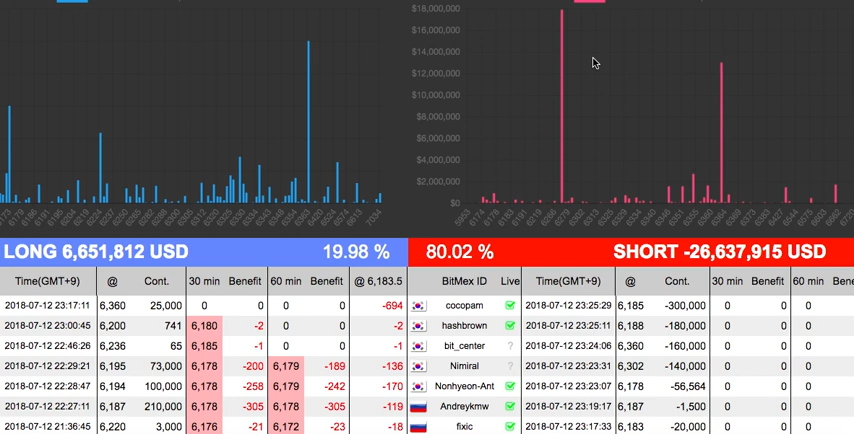 $18,000,000
$16,000,000
$14,000,000
$12,000,000
$10,000,000
$8,000,000
$6,000,000
$4,000,000
$2,000,000
$0
LONG 6,651,812 USD 19.98 % 80.02 % SHORT -26,637,915 USD
Time(GMT+9) @ Cont. 30 min Benefit 60 min Benefit @ 6,183.5 BitMex ID Live Time(GMT+9) @ Cont. 30 min Benefit 60 min Bene
2018-07-12 23:17:11 6,360 25,000 0 0 0 0 -694 cocopam 2018-07-12 23:25:29 6,185 -300,000 0 0 0
2018-07-12 23:00:45 6,200 741 6,180 -2 0 0 -2 hashbrown 2018-07-12 23:25:11 6,188 -180,000 0 0 0
2018-07-12 22:46:26 6,236 65 6,185 -1 0 0 -1 bit_center ? 2018-07-12 23:24:06 6,360 -160,000 0 0 0
2018-07-12 22:29:21 6,195 73,000 6,178 -200 6,179 -189 -136 Nimiral ? 2018-07-12 23:23:31 6,302 -140,000 0 0 0
2018-07-12 22:28:47 6,194 100,000 6,178 -258 6,179 -242 -170 Nonhyeon-Ant 2018-07-12 23:23:07 6,178 -56,564 0 0 0
2018-07-12 22:27:11 6,187 210,000 6,178 -305 6,178 -305 -119 Andreykmw 2018-07-12 23:19:17 6,187 -1,500 0 0 0
2018-07-12 21:36:45 6,220 3,000 6,176 -21 6,172 -23 -18 fixic 2018-07-12 23:17:33 6,183 -20,000 0 0 0